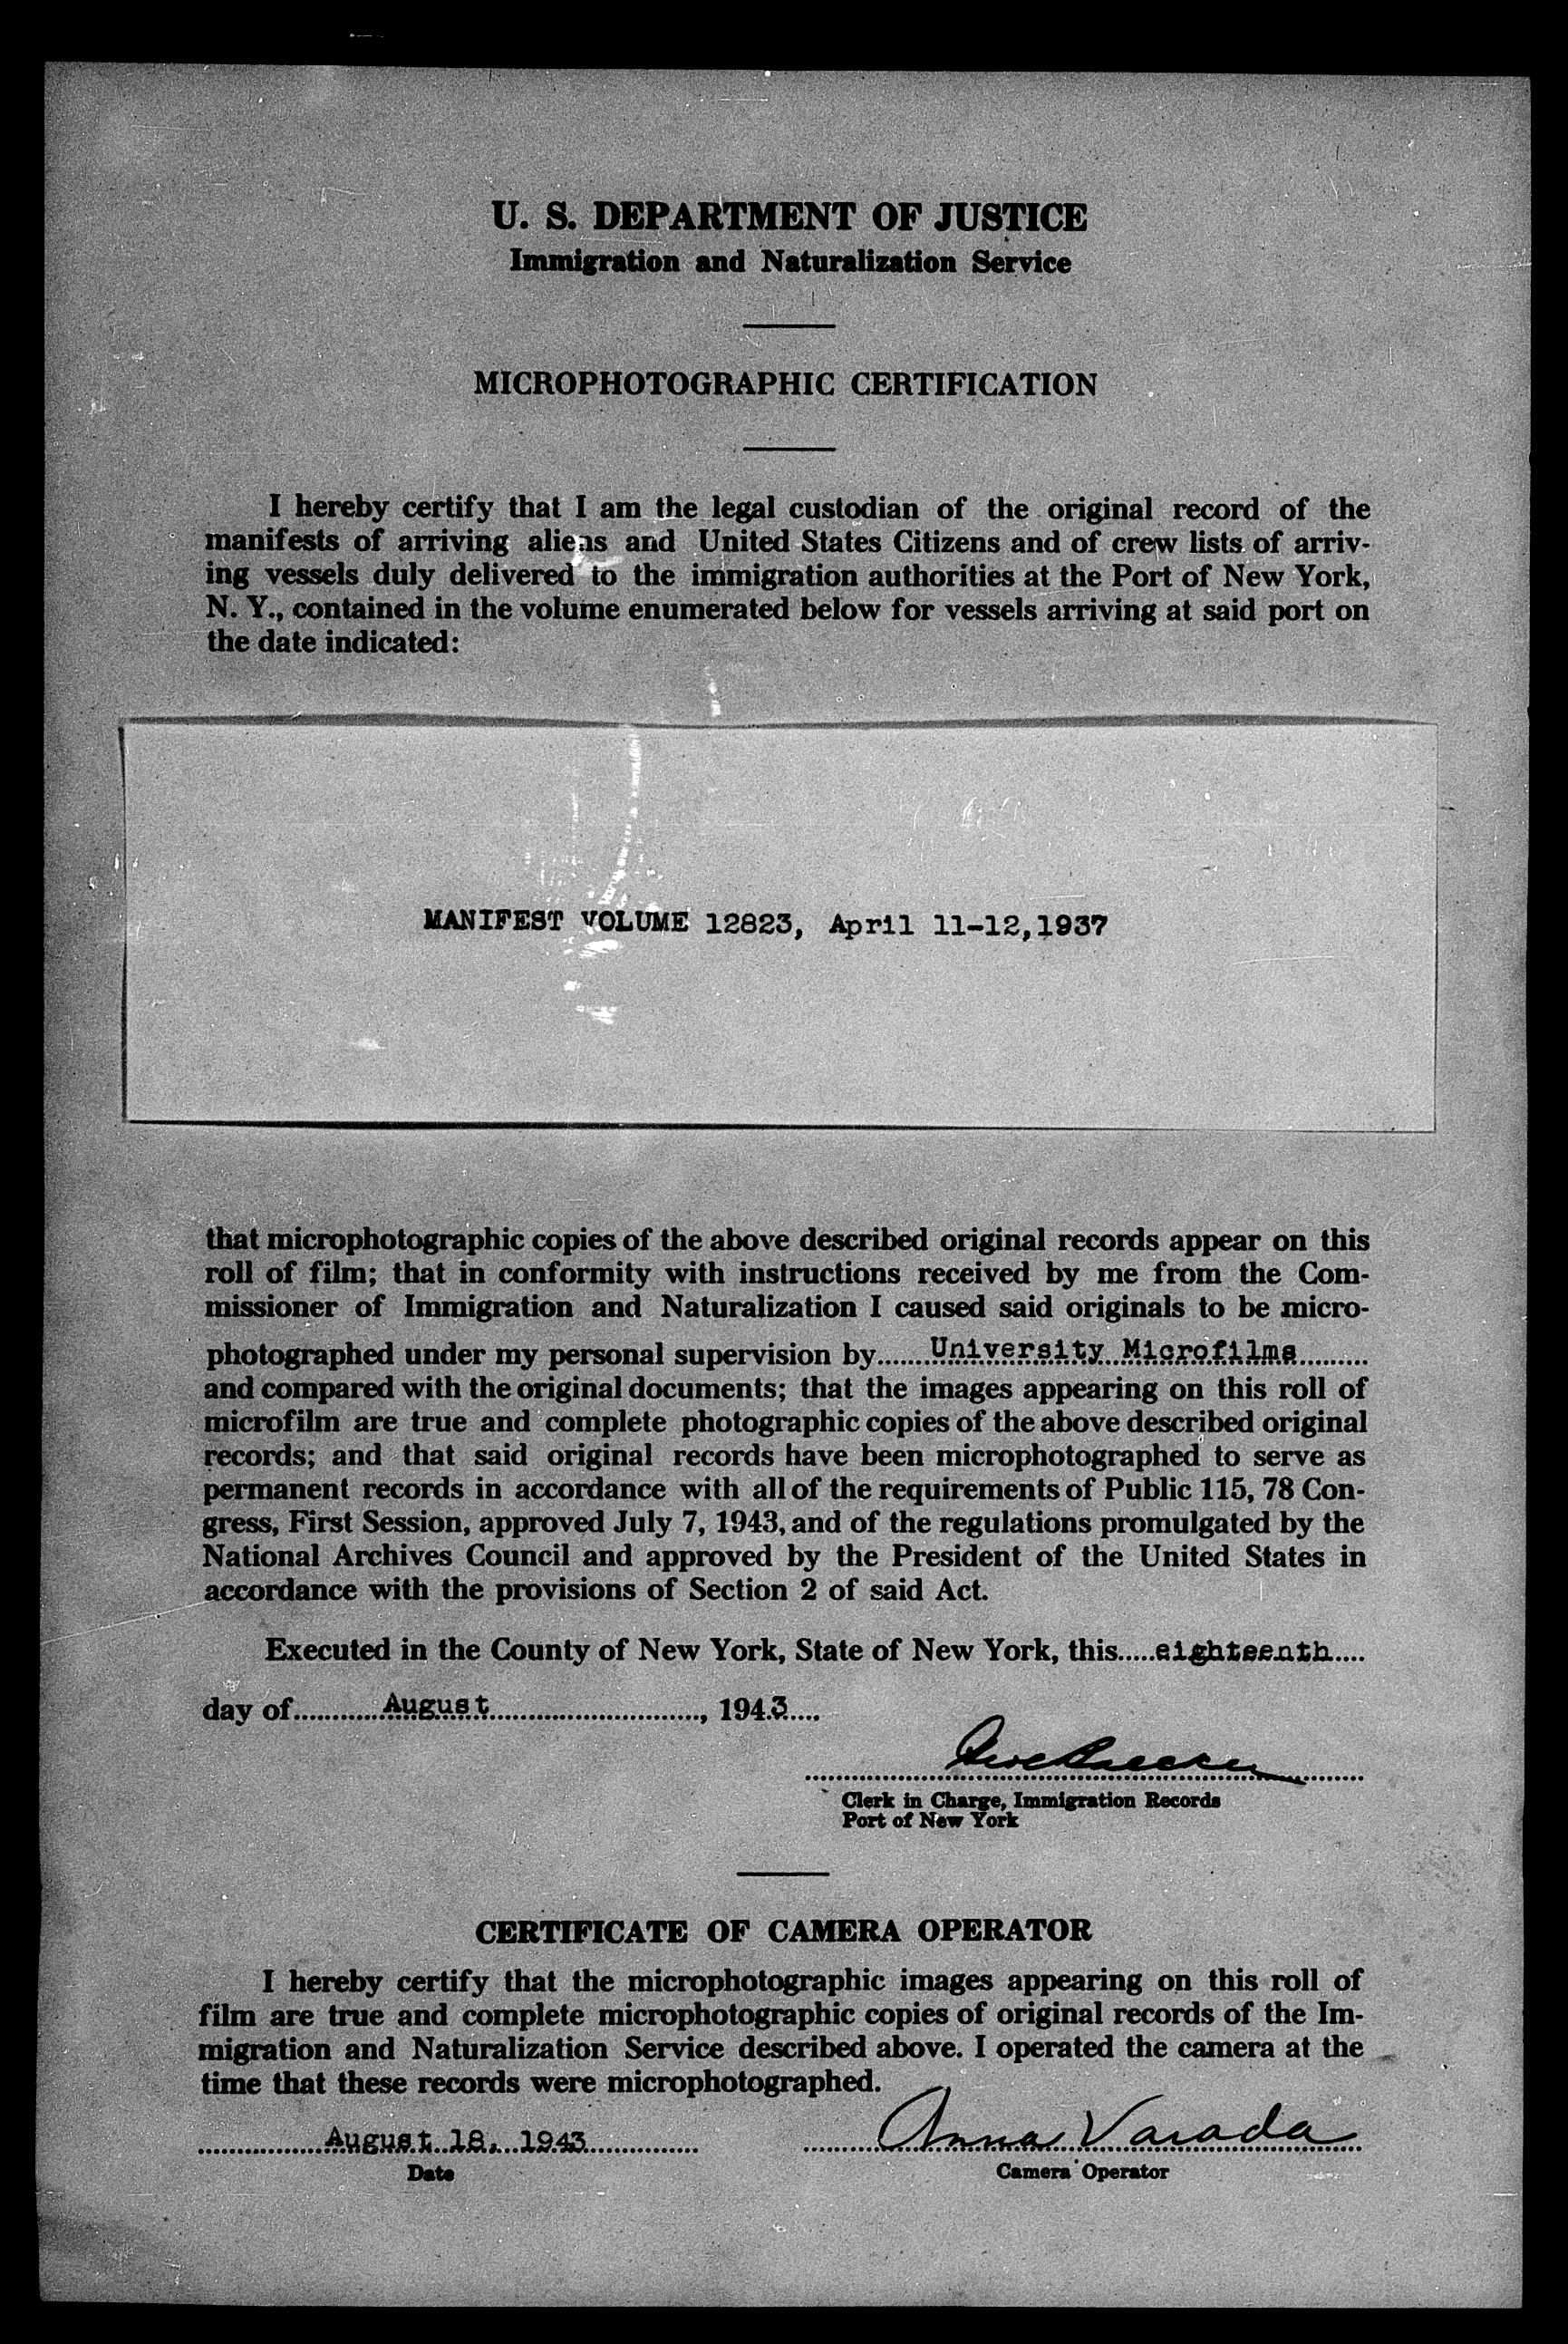 U. S. DEPARTMENT OF JUSTICE
Immigration and Naturalization Service
MICROPHOTOGRAPHIC CERTIFICATION
I hereby certify that I am the legal custodian of the original record of the
manifests of arriving aliens and United States Citizens and of crew lists of arriv-
ing vessels duly delivered to the immigration authorities at the Port of New York,
N. Y., contained in the volume enumerated below for vessels arriving at said port on
the date indicated:
MANIFEST VOLUME 12823, April 11-12,1937
that microphotographic copies of the above described original records appear on this
roll of film; that in conformity with instructions received by me from the Com-
missioner of Immigration and Naturalization I caused said originals to be micro-
photographed under my personal supervision by.......University Microfilms..........
and compared with the original documents; that the images appearing on this roll of
microfilm are true and complete photographic copies of the above described original
records; and that said original records have been microphotographed to serve as
permanent records in accordance with all of the requirements of Public 115, 78 Con-
gress, First Session, approved July 7, 1943, and of the regulations promulgated by the
National Archives Council and approved by the President of the United States in
accordance with the provisions of Section 2 of said Act.
Executed in the County of New York, State of New York, this.....eighteenth....
day of............August............................, 1943....
Clerk in Charge, Immigration Records
Port of New York
CERTIFICATE OF CAMERA OPERATOR
I hereby certify that the microphotographic images appearing on this roll of
film are true and complete microphotographic copies of original records of the Im-
migration and Naturalization Service described above. I operated the camera at the
time that these records were microphotographed.
August 18, 1943 Anna Varada
Date Camera Operator